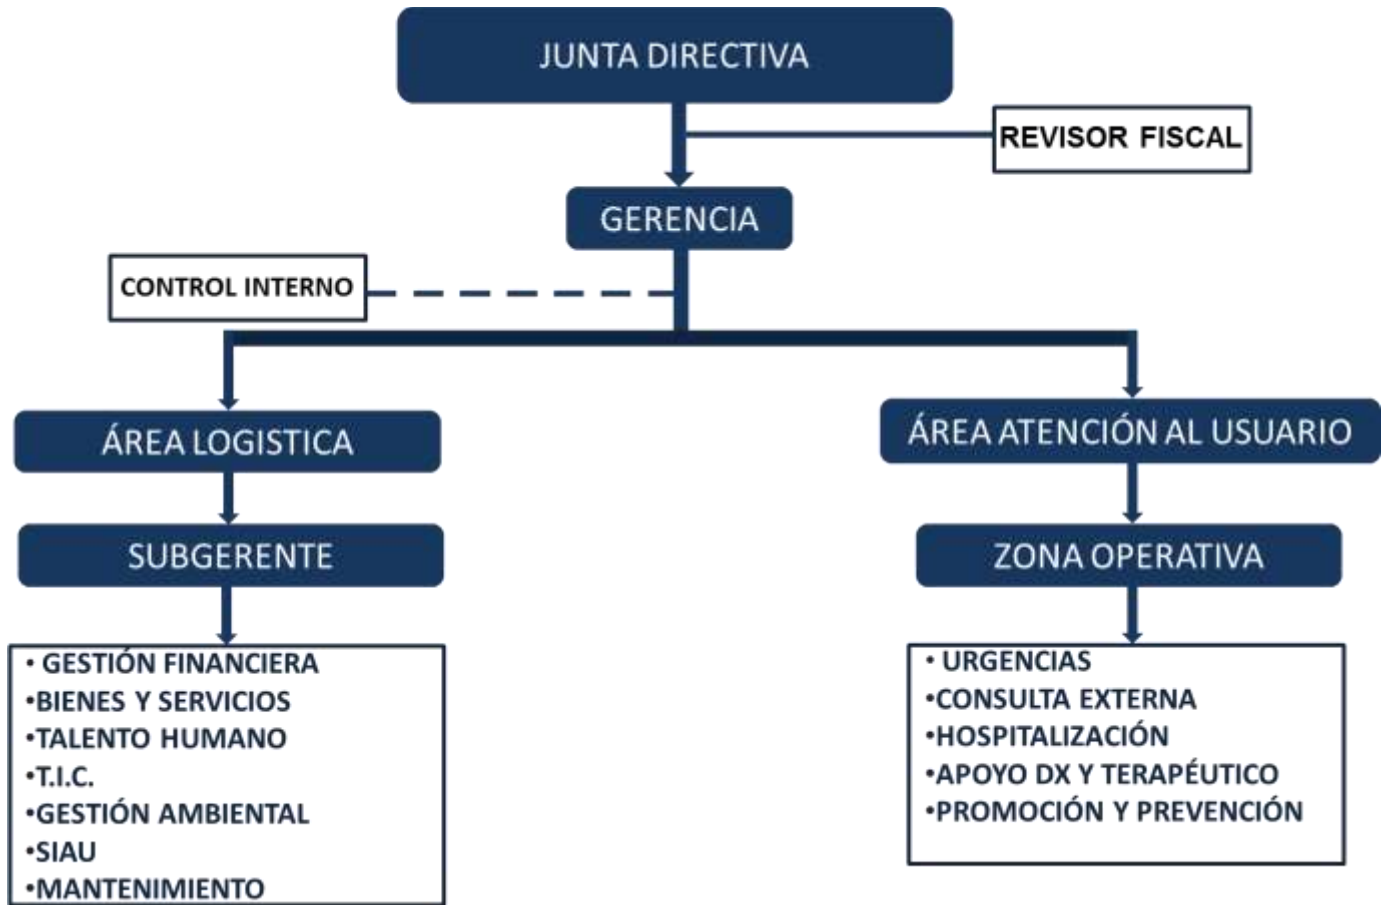 JUNTA DIRECTIVA
REVISOR FISCAL
GERENCIA
CONTROL INTERNO
ÁREA LOGISTICA
ÁREA ATENCIÓN AL USUARIO
SUBGERENTE
ZONA OPERATIVA
• GESTIÓN FINANCIERA
•BIENES Y SERVICIOS
•TALENTO HUMANO
•T.I.C.
•GESTIÓN AMBIENTAL
•SIAU
•MANTENIMIENTO
• URGENCIAS
•CONSULTA EXTERNA
•HOSPITALIZACIÓN
•APOYO DX Y TERAPÉUTICO
•PROMOCIÓN Y PREVENCIÓN